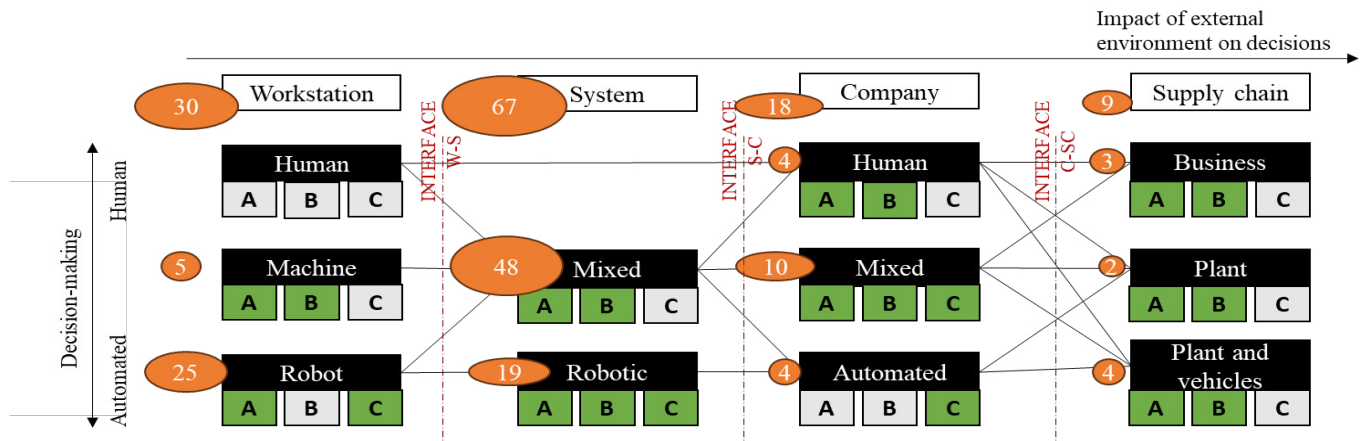 Impact of external
environment on decisions
30
Workstation
67
System
18
Company
9
Supply chain
INTERFACE
W-S
INTERFACE
S-C
INTERFACE
C-SC
Decision-making
Human
Automated
Human
A B C
4
Human
A B C
3
Business
A B C
5
Machine
A B C
48
Mixed
A B C
10
Mixed
A B C
2
Plant
A B C
25
Robot
A B C
19
Robotic
A B C
4
Automated
A B C
4
Plant and
vehicles
A B C